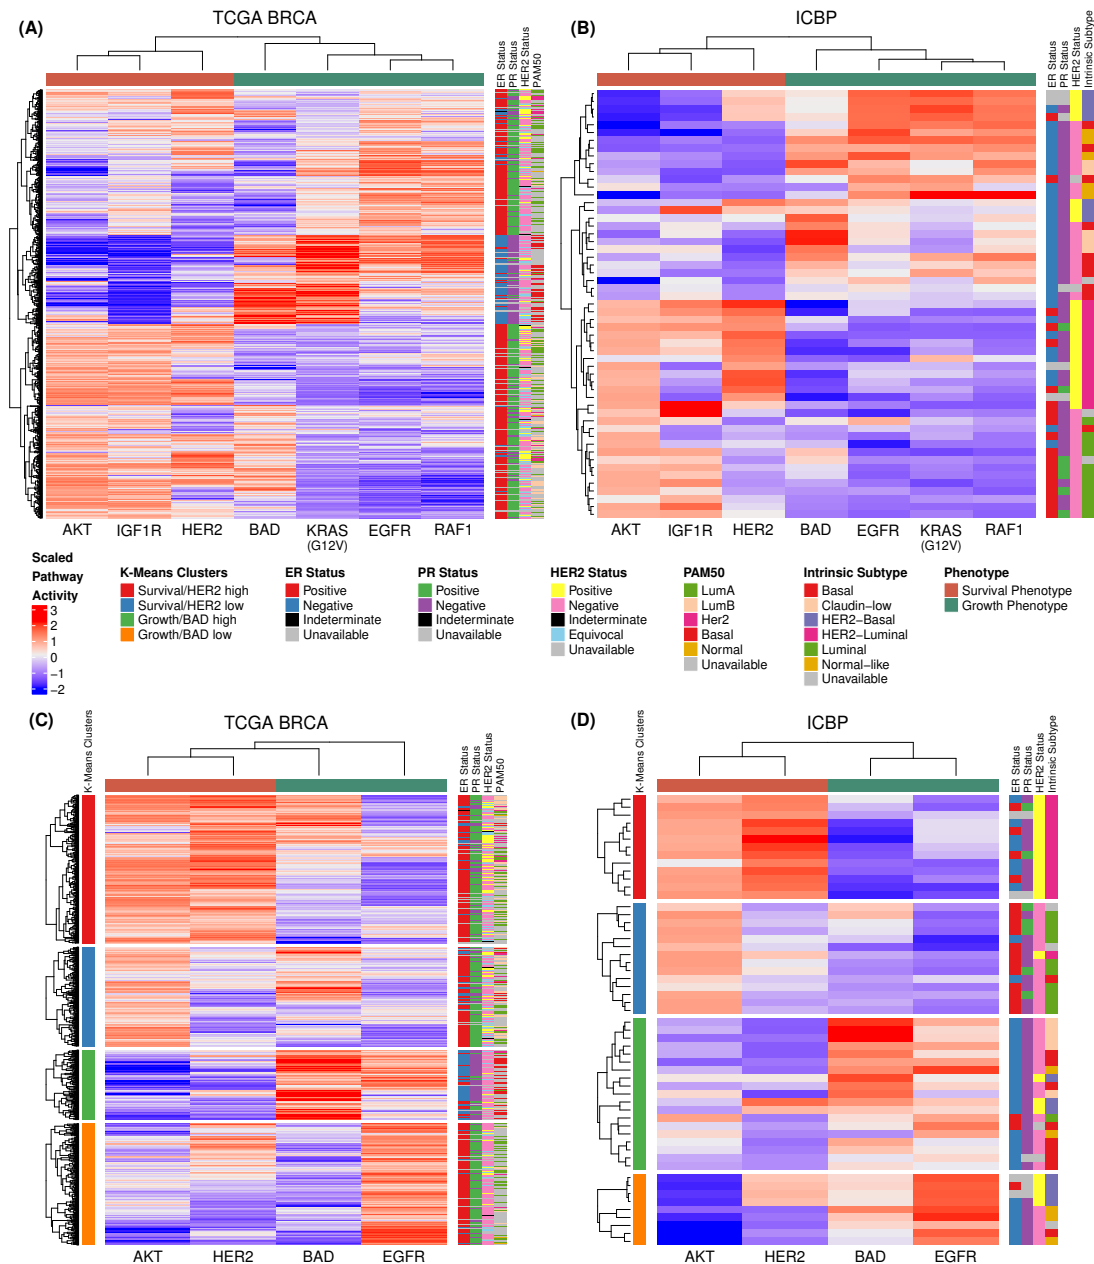 (A)
TCGA BRCA
ER Status
PR Status
HER2 Status
PAM50
AKT
IGF1R
HER2
BAD
KRAS
(G12V)
EGFR
RAF1
(B)
ICBP
ER Status
PR Status
HER2 Status
Intrinsic Subtype
AKT
IGF1R
HER2
BAD
EGFR
KRAS
(G12V)
RAF1
Scaled
Pathway
Activity
3
2
1
0
−1
−2
K-Means Clusters
Survival/HER2 high
Survival/HER2 low
Growth/BAD high
Growth/BAD low
ER Status
Positive
Negative
Indeterminate
Unavailable
PR Status
Positive
Negative
Indeterminate
Unavailable
HER2 Status
Positive
Negative
Indeterminate
Equivocal
Unavailable
PAM50
LumA
LumB
Her2
Basal
Normal
Unavailable
Intrinsic Subtype
Basal
Claudin−low
HER2−Basal
HER2−Luminal
Luminal
Normal−like
Unavailable
Phenotype
Survival Phenotype
Growth Phenotype
(C)
TCGA BRCA
K-Means Clusters
ER Status
PR Status
HER2 Status
PAM50
AKT
HER2
BAD
EGFR
(D)
ICBP
K-Means Clusters
ER Status
PR Status
HER2 Status
Intrinsic Subtype
AKT
HER2
BAD
EGFR